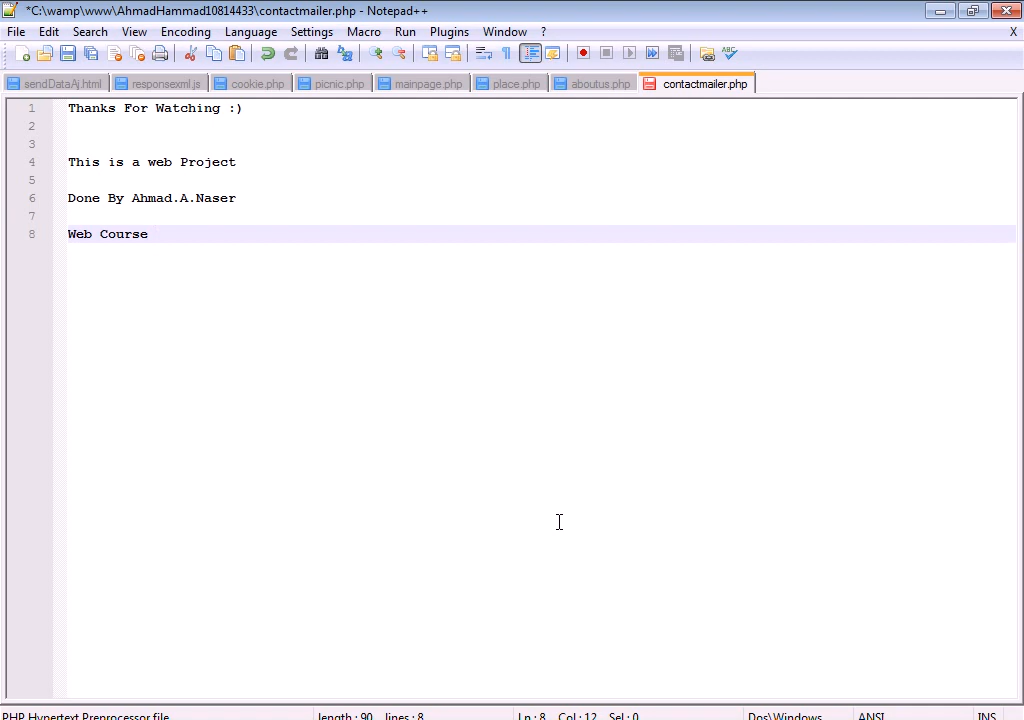 *C:\wamp\www\AhmadHammad10814433\contactmailer.php - Notepad++
File Edit Search View Encoding Language Settings Macro Run Plugins Window ? X
sendDataAj.html responsexml.js cookie.php picnic.php mainpage.php place.php aboutus.php contactmailer.php
1 Thanks For Watching :)
2
3
4 This is a web Project
5
6 Done By Ahmad.A.Naser
7
8 Web Course
PHP Hypertext Preprocessor file length : 90 lines : 8 Ln : 8 Col : 12 Sel : 0 Dos\Windows ANSI INS